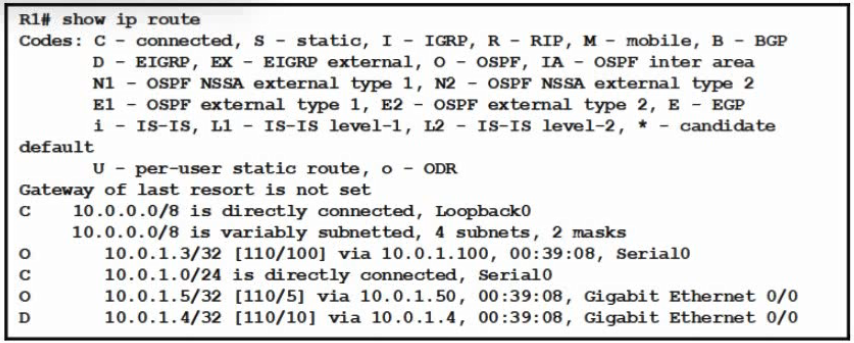 R1# show ip route
Codes: C - connected, S - static, I - IGRP, R - RIP, M - mobile, B - BGP
D - EIGRP, EX - EIGRP external, O - OSPF, IA - OSPF inter area
N1 - OSPF NSSA external type 1, N2 - OSPF NSSA external type 2
E1 - OSPF external type 1, E2 - OSPF external type 2, E - EGP
i - IS-IS, L1 - IS-IS level-1, L2 - IS-IS level-2, * - candidate
default
U - per-user static route, o - ODR
Gateway of last resort is not set
C 10.0.0.0/8 is directly connected, Loopback0
10.0.0.0/8 is variably subnetted, 4 subnets, 2 masks
O 10.0.1.3/32 [110/100] via 10.0.1.100, 00:39:08, Serial0
C 10.0.1.0/24 is directly connected, Serial0
O 10.0.1.5/32 [110/5] via 10.0.1.50, 00:39:08, Gigabit Ethernet 0/0
D 10.0.1.4/32 [110/10] via 10.0.1.4, 00:39:08, Gigabit Ethernet 0/0